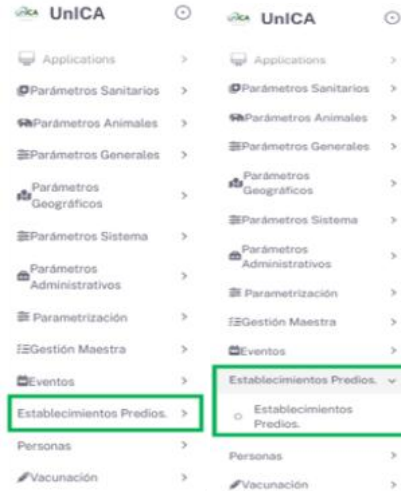 UnICA
Applications
Parámetros Sanitarios
Parámetros Animales
Parámetros Generales
Parámetros
Geográficos
Parámetros Sistema
Parámetros
Administrativos
Parametrización
Gestión Maestra
Eventos
Establecimientos Predios.
Personas
Vacunación
UnICA
Applications
Parámetros Sanitarios
Parámetros Animales
Parámetros Generales
Parámetros
Geográficos
Parámetros Sistema
Parámetros
Administrativos
Parametrización
Gestión Maestra
Eventos
Establecimientos Predios.
Establecimientos
Predios.
Personas
Vacunación